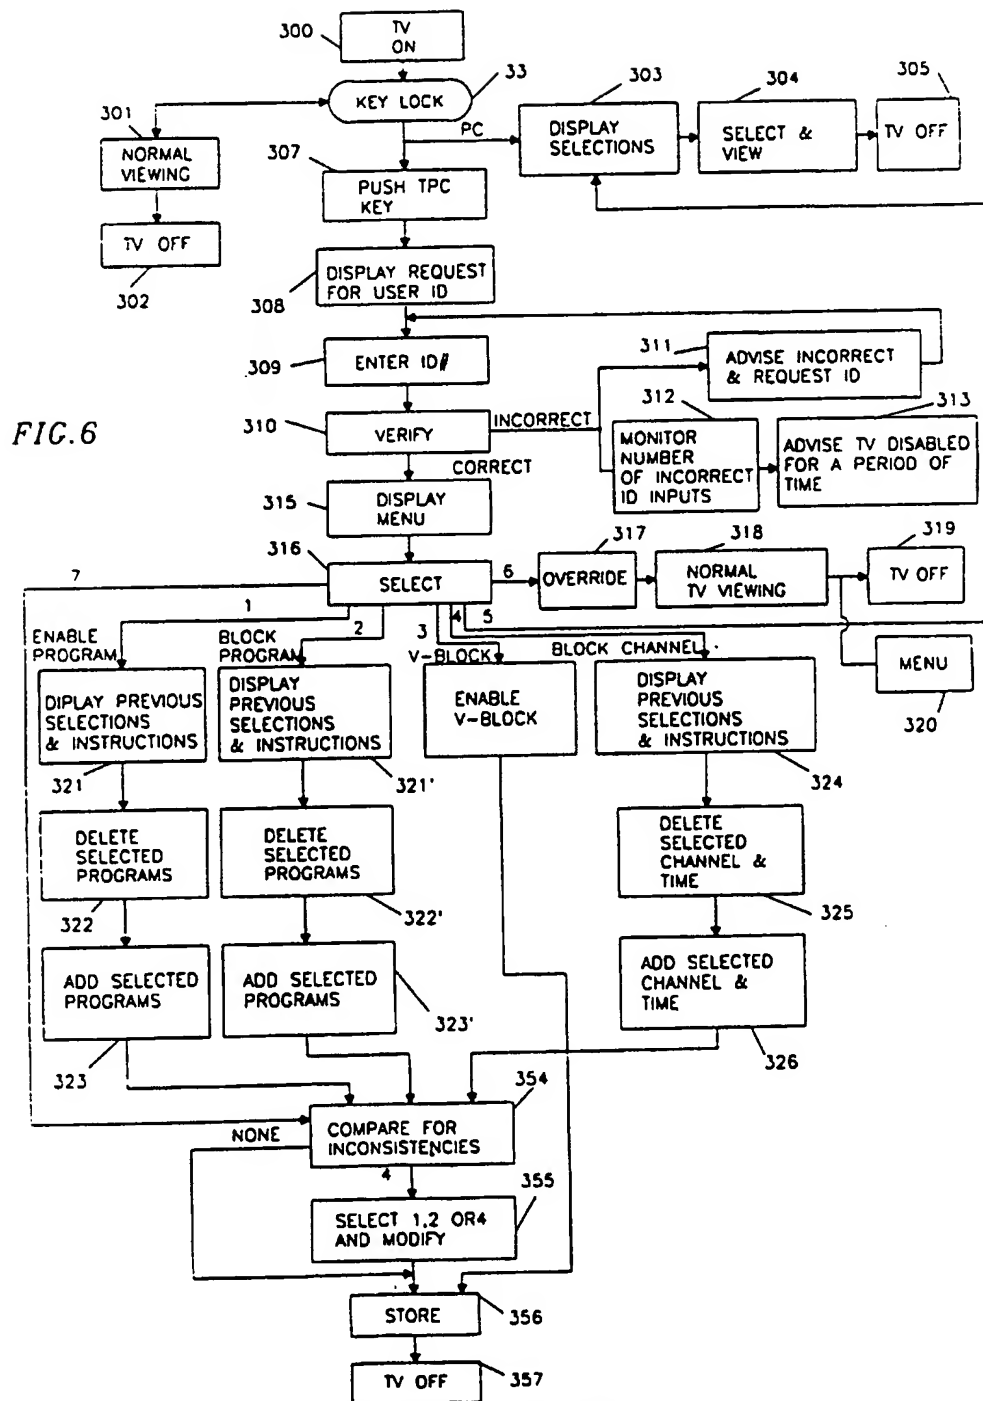 300
TV
ON
KEY LOCK
33
303
304
305
301
PC
DISPLAY
SELECTIONS
SELECT &
VIEW
TV OFF
NORMAL
VIEWING
307
PUSH TPC
KEY
TV OFF
302
DISPLAY REQUEST
FOR USER ID
308
311
ADVISE INCORRECT
& REQUEST ID
309
ENTER ID#
312
313
FIG.6
310
VERIFY
INCORRECT
MONITOR
NUMBER
OF INCORRECT
ID INPUTS
ADVISE TV DISABLED
FOR A PERIOD OF
TIME
CORRECT
315
DISPLAY
MENU
316
317
318
319
7
SELECT
6
OVERRIDE
NORMAL
TV VIEWING
TV OFF
1
2
3
4
5
ENABLE
PROGRAM
BLOCK
PROGRAM
V-BLOCK
BLOCK CHANNEL
MENU
320
DIPLAY PREVIOUS
SELECTIONS
& INSTRUCTIONS
DISPLAY
PREVIOUS
SELECTIONS
& INSTRUCTIONS
ENABLE
V-BLOCK
DISPLAY
PREVIOUS
SELECTIONS
& INSTRUCTIONS
321
321'
324
DELETE
SELECTED
PROGRAMS
DELETE
SELECTED
PROGRAMS
DELETE
SELECTED
CHANNEL &
TIME
322
322'
325
ADD SELECTED
PROGRAMS
ADD SELECTED
PROGRAMS
ADD SELECTED
CHANNEL &
TIME
323
323'
326
354
NONE
COMPARE FOR
INCONSISTENCIES
4
355
SELECT 1,2 OR4
AND MODIFY
STORE
356
TV OFF
357